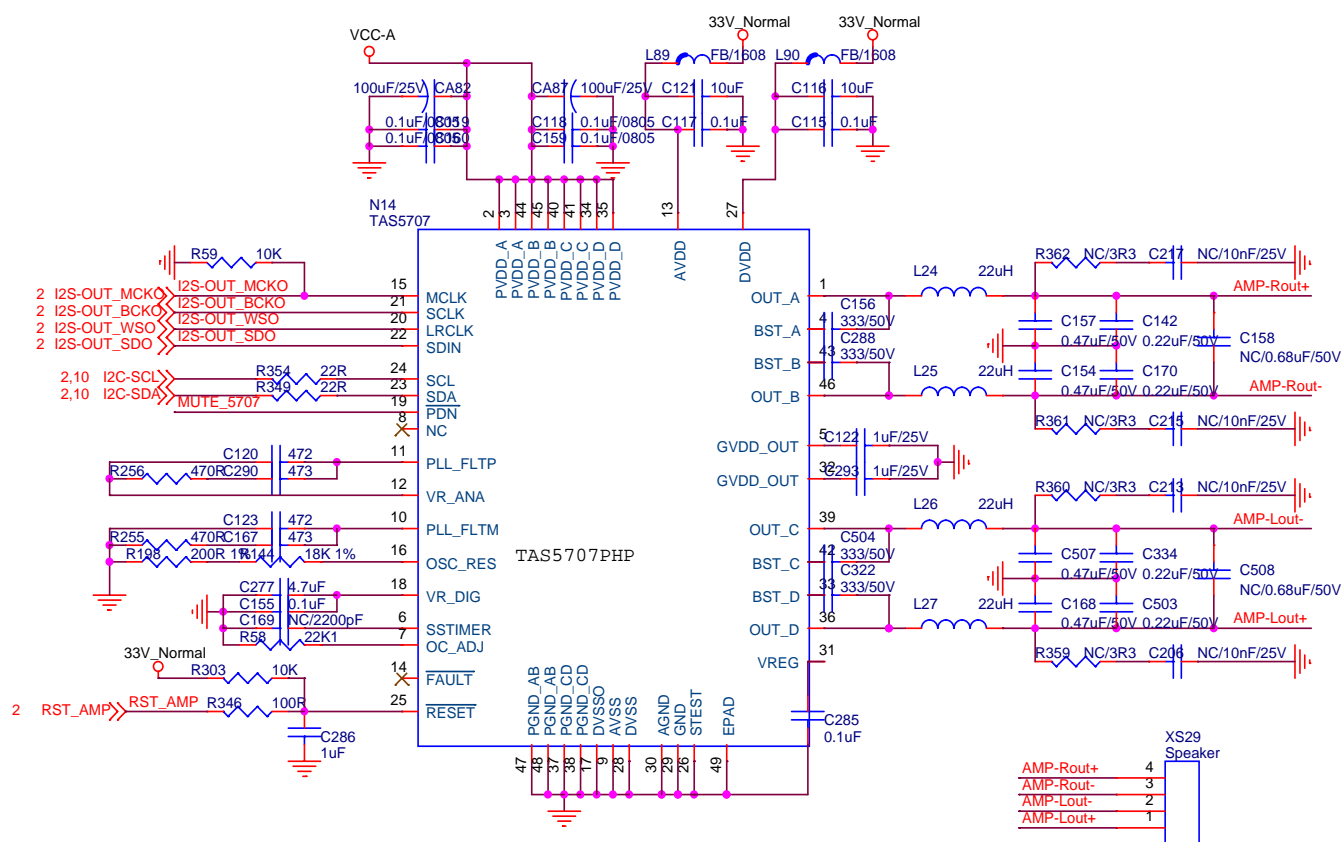 33V_Normal 33V_Normal
VCC-A
L89 FB/1608 L90 FB/1608
100uF/25V CA82 CA87 100uF/25V C121 10uF C116 10uF
0.1uF/0805 C119 C118 0.1uF/0805 C117 0.1uF C115 0.1uF
0.1uF/0805 C160 C159 0.1uF/0805
N14
TAS5707
2 3 44 45 40 41 34 35 13 27
PVDD_A PVDD_A PVDD_B PVDD_B PVDD_C PVDD_C PVDD_D PVDD_D AVDD DVDD
R59 10K
2 I2S-OUT_MCKO I2S-OUT_MCKO 15 MCLK
2 I2S-OUT_BCKO I2S-OUT_BCKO 21 SCLK
2 I2S-OUT_WSO I2S-OUT_WSO 20 LRCLK
2 I2S-OUT_SDO I2S-OUT_SDO 22 SDIN
2,10 I2C-SCL R354 22R 24 SCL
2,10 I2C-SDA R349 22R 23 SDA
MUTE_5707 19 PDN
8 NC
C120 472 11 PLL_FLTP
R256 470R C290 473
12 VR_ANA
C123 472 10 PLL_FLTM
R255 470R C167 473
R198 200R 1% R144 18K 1% 16 OSC_RES
C277 4.7uF 18 VR_DIG
C155 0.1uF
C169 NC/2200pF 6 SSTIMER
R58 22K1 7 OC_ADJ
33V_Normal
R303 10K 14 FAULT
2 RST_AMP RST_AMP R346 100R 25 RESET
C286
1uF
TAS5707PHP
R362 NC/3R3 C217 NC/10nF/25V
OUT_A 1 L24 22uH AMP-Rout+
C156
BST_A 4 333/50V
C288
BST_B 43 333/50V
C157 C142 C158
0.47uF/50V 0.22uF/50V NC/0.68uF/50V
C154 C170
0.47uF/50V 0.22uF/50V
OUT_B 46 L25 22uH AMP-Rout-
R361 NC/3R3 C215 NC/10nF/25V
GVDD_OUT 5 C122 1uF/25V
GVDD_OUT 32 C293 1uF/25V
R360 NC/3R3 C213 NC/10nF/25V
OUT_C 39 L26 22uH AMP-Lout-
C504
BST_C 42 333/50V
C322
BST_D 33 333/50V
C507 C334 C508
0.47uF/50V 0.22uF/50V NC/0.68uF/50V
C168 C503
0.47uF/50V 0.22uF/50V
OUT_D 36 L27 22uH AMP-Lout+
R359 NC/3R3 C206 NC/10nF/25V
VREG 31
C285
0.1uF
PGND_AB PGND_AB PGND_CD PGND_CD DVSSO AVSS DVSS AGND GND STEST EPAD
47 48 37 38 17 9 28 30 29 26 49
XS29
Speaker
AMP-Rout+ 4
AMP-Rout- 3
AMP-Lout- 2
AMP-Lout+ 1